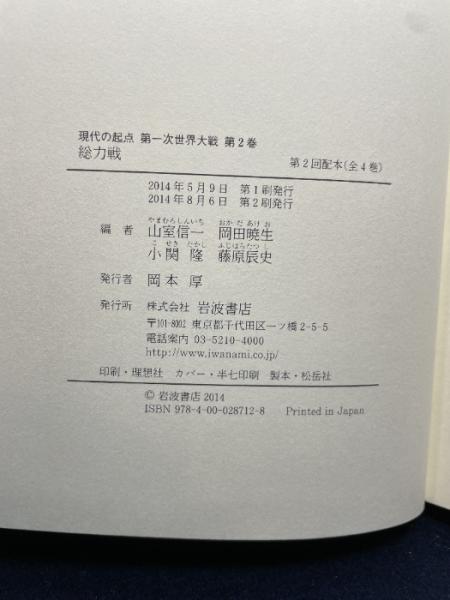 現代の起点 第一次世界大戦 第2巻
総力戦
第2回配本(全4巻)
2014年5月9日 第1刷発行
2014年8月6日 第2刷発行
やまむろしんいち おかだあけお
編者 山室信一 岡田暁生
こせきたかし ふじはらたつし
小関隆 藤原辰史
発行者 岡本厚
発行所 株式会社 岩波書店
〒101-8002 東京都千代田区一ツ橋2-5-5
電話案内 03-5210-4000
http://www.iwanami.co.jp/
印刷・理想社 カバー・半七印刷 製本・松岳社
© 岩波書店 2014
ISBN 978-4-00-028712-8 Printed in Japan